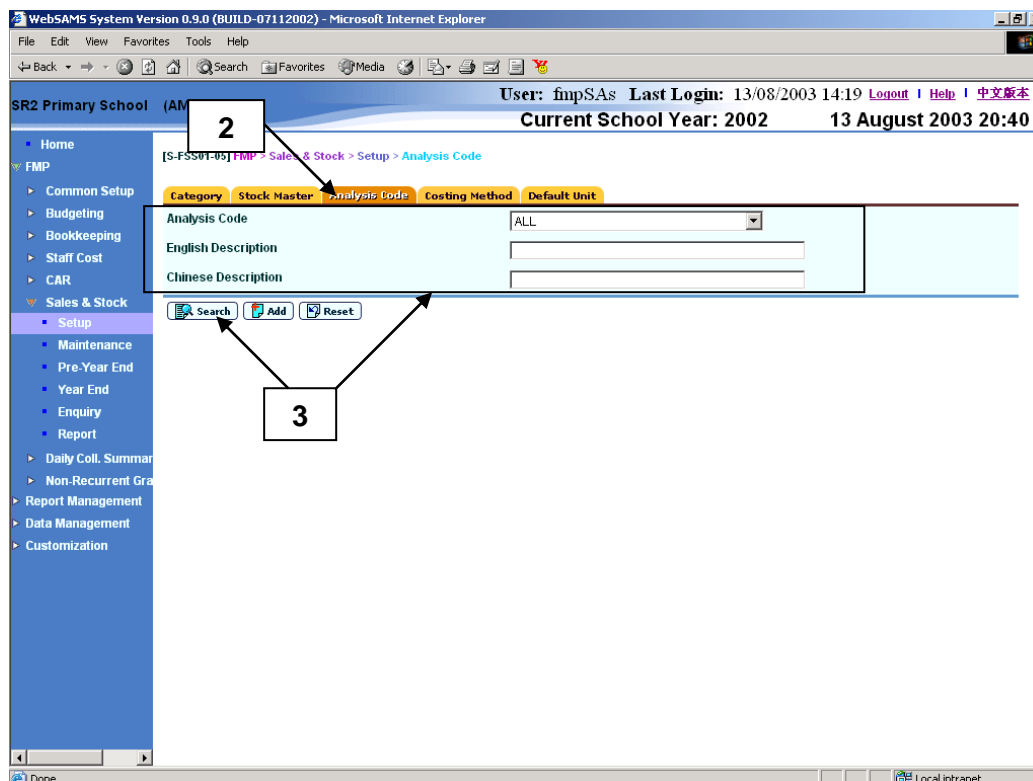 WebSAMS System Version 0.9.0 (BUILD-07112002) - Microsoft Internet Explorer
File Edit View Favorites Tools Help
Back Search Favorites Media
SR2 Primary School (AM
User: fmpSAs Last Login: 13/08/2003 14:19 Logout | Help | 中文版本
Current School Year: 2002 13 August 2003 20:40
2
[S-FSS01-05] FMP > Sales & Stock > Setup > Analysis Code
Category Stock Master Analysis Code Costing Method Default Unit
Analysis Code ALL
English Description
Chinese Description
Search Add Reset
3
Home
FMP
Common Setup
Budgeting
Bookkeeping
Staff Cost
CAR
Sales & Stock
Setup
Maintenance
Pre-Year End
Year End
Enquiry
Report
Daily Coll. Summar
Non-Recurrent Gra
Report Management
Data Management
Customization
Done Local intranet